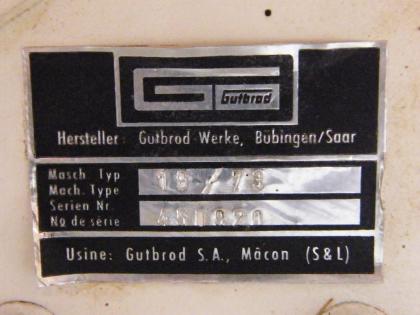 Gutbrod
Hersteller: Gutbrod-Werke, Bübingen/Saar
Masch. Typ
Mach. Type
Serien Nr.
No de série
Usine: Gutbrod S.A., Mâcon (S&L)